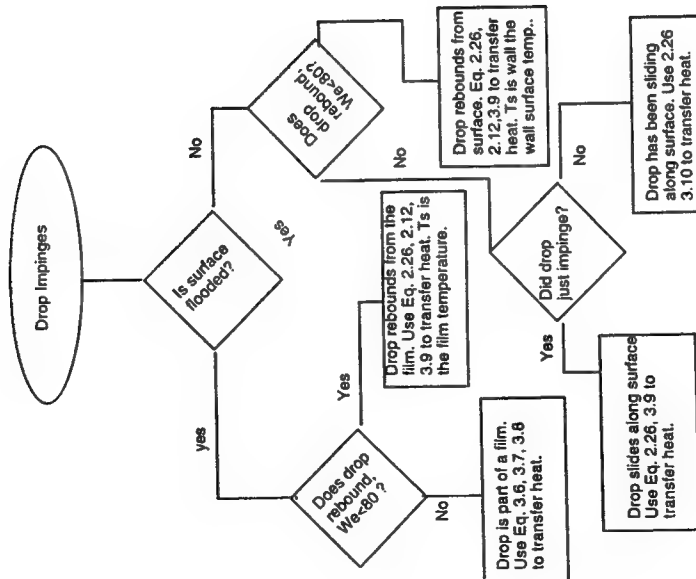 Drop Impinges
Is surface
flooded?
yes
No
Does drop
rebound,
We<80 ?
Does
drop
rebound,
We<80?
Yes
Yes
No
No
Drop rebounds from the
film. Use Eq. 2.26, 2.12,
3.9 to transfer heat. Ts is
the film temperature.
Drop rebounds from
surface. Eq. 2.26,
2.12,3.9 to transfer
heat. Ts is wall the
wall surface temp..
Drop is part of a film.
Use Eq. 3.6, 3.7, 3.8
to transfer heat.
Did drop
just impinge?
Yes
No
Drop slides along surface
Use Eq. 2.26, 3.9 to
transfer heat.
Drop has been sliding
along surface. Use 2.26
3.10 to transfer heat.